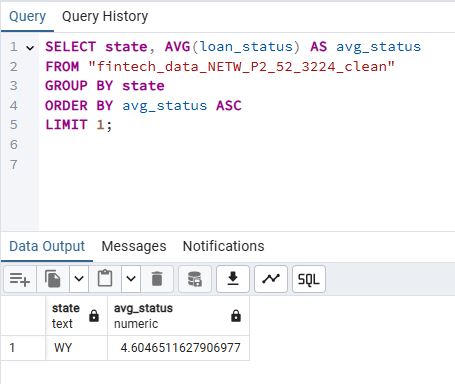 Query Query History
1 SELECT state, AVG(loan_status) AS avg_status
2 FROM "fintech_data_NETW_P2_52_3224_clean"
3 GROUP BY state
4 ORDER BY avg_status ASC
5 LIMIT 1;
6
7
Data Output Messages Notifications
SQL
state avg_status
text numeric
1 WY 4.6046511627906977